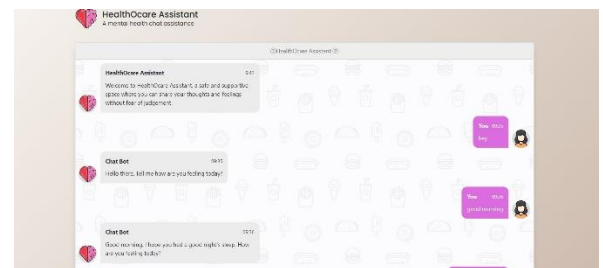 HealthOcare Assistant
A mental health chat assistance
HealthOcare Assistant
HealthOcare Assistant
Welcome to HealthOcare Assistant, a safe and supportive
space where you can share your thoughts and feelings
without fear of judgement.
You
hey
Chat Bot
Hello there, tell me how are you feeling today?
You
good morning
Chat Bot
Good morning. I hope you had a good night's sleep. How
are you feeling today?